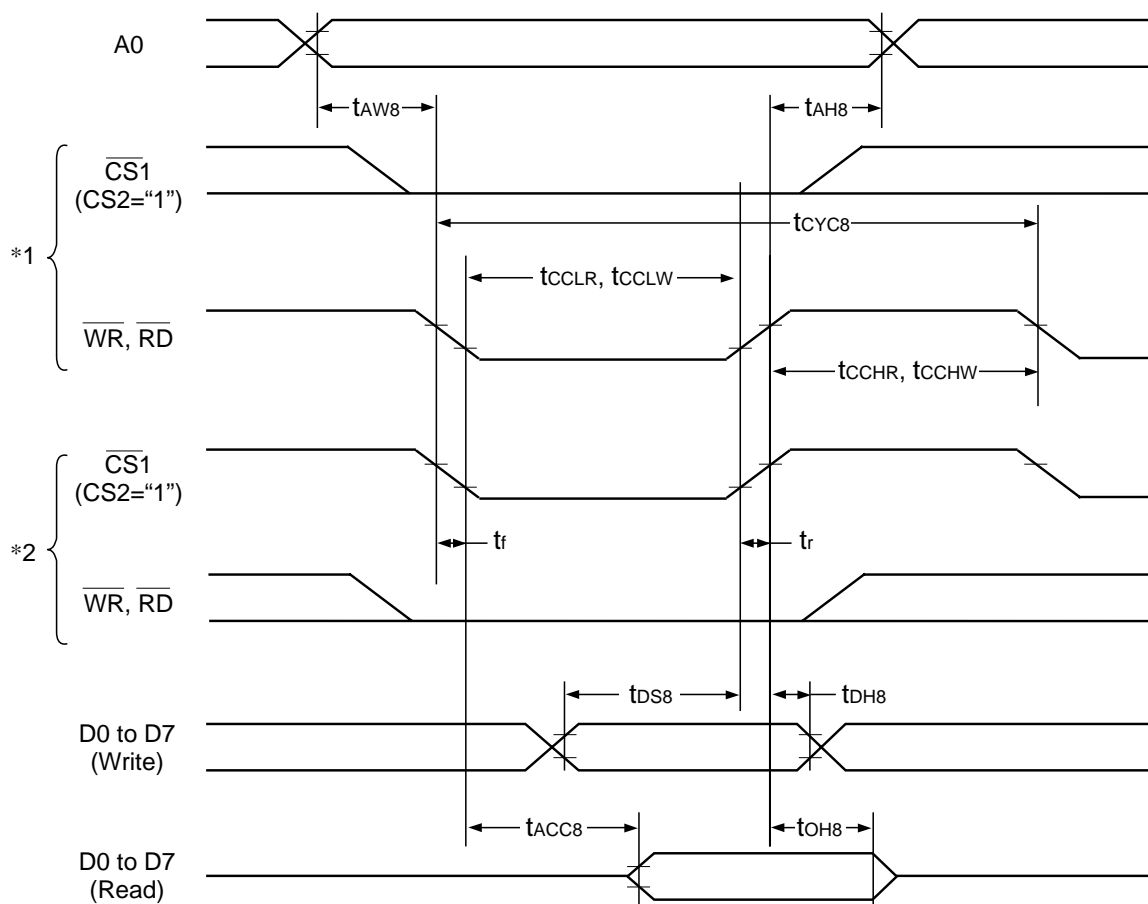 A0
tAW8
tAH8
CS1
(CS2=“1”)
tCYC8
*1
tCCLR, tCCLW
WR, RD
tCCHR, tCCHW
CS1
(CS2=“1”)
*2
tf
tr
WR, RD
tDS8
tDH8
D0 to D7
(Write)
tACC8
tOH8
D0 to D7
(Read)